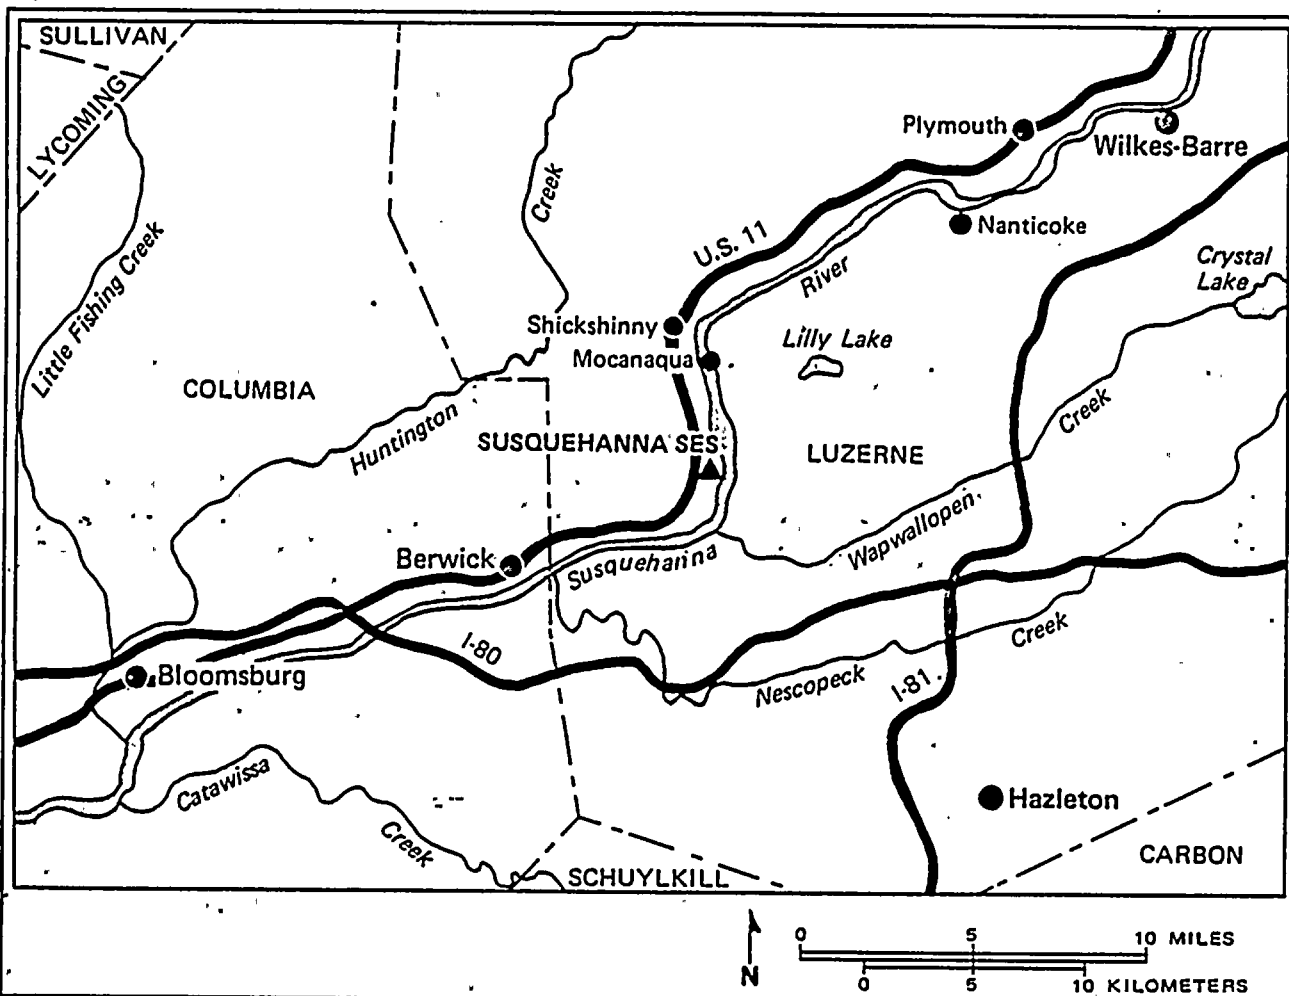 SULLIVAN
LYCOMING
Little Fishing Creek
COLUMBIA
Creek
Huntington
Plymouth
Wilkes-Barre
Nanticoke
U.S. 11
River
Crystal
Lake
Shickshinny
Mocanaqua
Lilly Lake
SUSQUEHANNA SES
LUZERNE
Creek
Wapwallopen
Berwick
Susquehanna
I-80
Bloomsburg
Nescopeck
Creek
I-81
Catawissa
Creek
Hazleton
CARBON
SCHUYLKILL
N
0 5 10 MILES
0 5 10 KILOMETERS